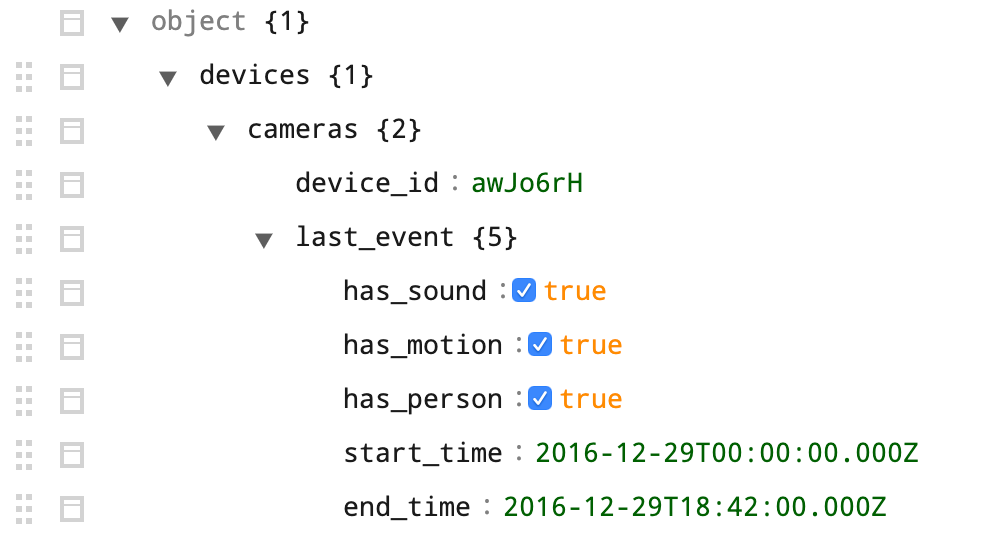 object {1}
devices {1}
cameras {2}
device_id : awJo6rH
last_event {5}
has_sound : true
has_motion : true
has_person : true
start_time : 2016-12-29T00:00:00.000Z
end_time : 2016-12-29T18:42:00.000Z